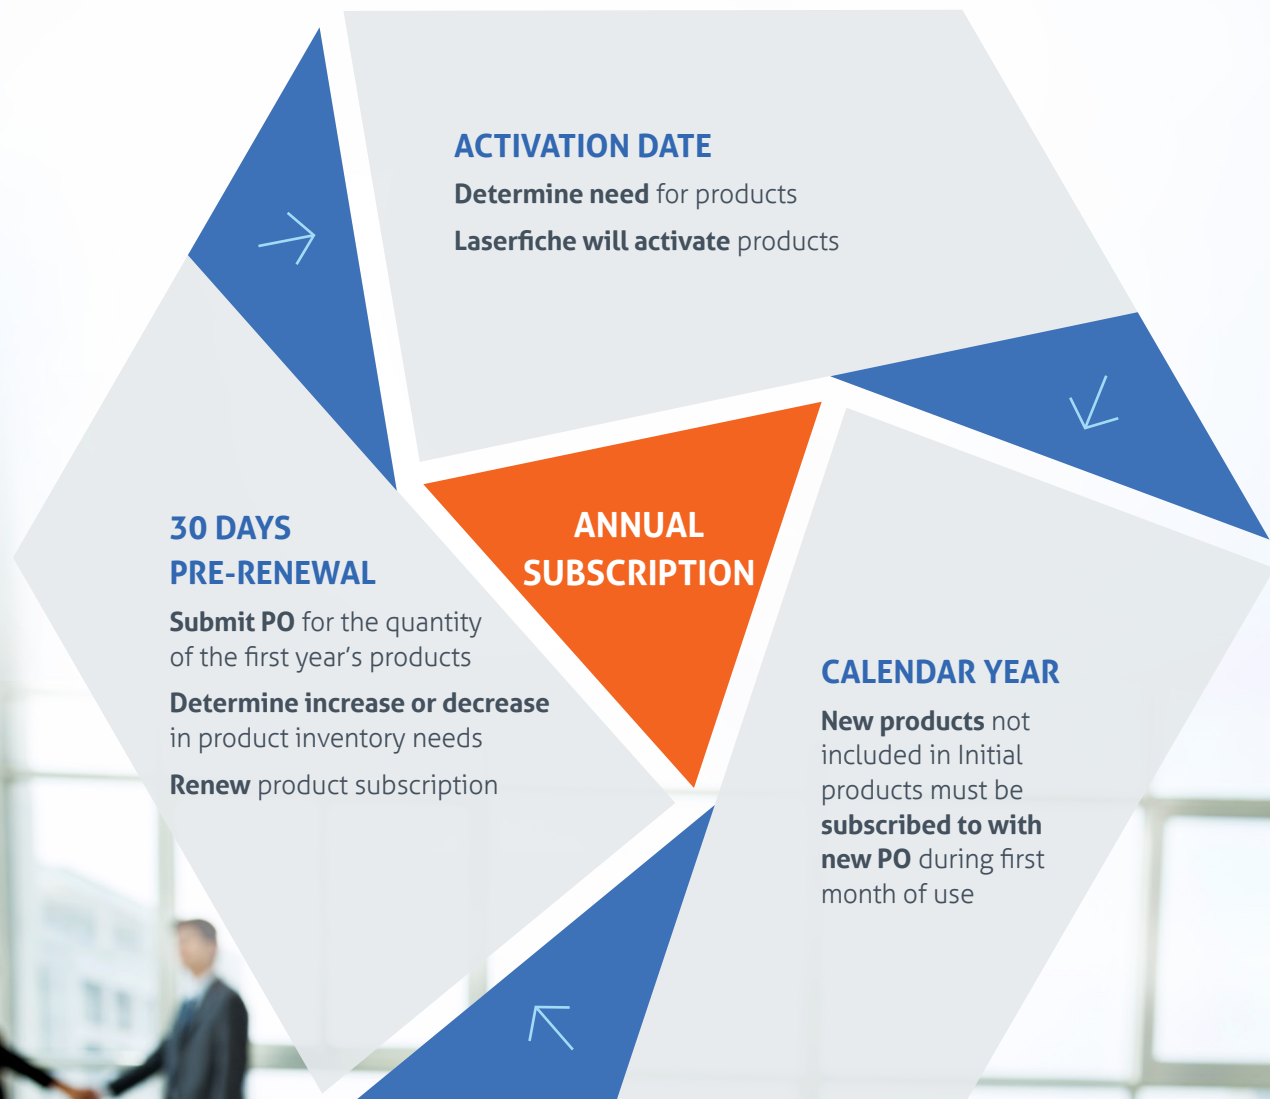 ACTIVATION DATE
Determine need for products
Laserfiche will activate products
ANNUAL
SUBSCRIPTION
30 DAYS
PRE-RENEWAL
Submit PO for the quantity
of the first year's products
Determine increase or decrease
in product inventory needs
Renew product subscription
CALENDAR YEAR
New products not
included in Initial
products must be
subscribed to with
new PO during first
month of use